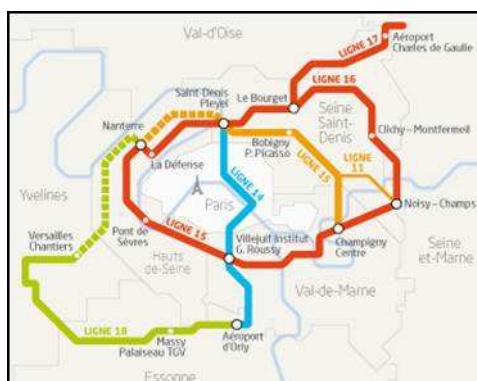 Val-d'Oise
LIGNE 17
Aéroport
Charles de Gaulle
Saint-Denis
Pleyel
Le Bourget
LIGNE 16
Nanterre
Seine
Saint-
Denis
Bobigny
P. Picasso
Clichy – Montfermeil
La Défense
LIGNE 15
LIGNE
11
LIGNE 14
Yvelines
Paris
Noisy – Champs
Versailles
Chantiers
Pont de
Sèvres
LIGNE 15
Villejuif Institut
G. Roussy
Champigny
Centre
Seine
et-Marne
Hauts
de-Seine
Val-de-Marne
LIGNE 18
Massy
Palaiseau TGV
Aéroport
d'Orly
Essonne